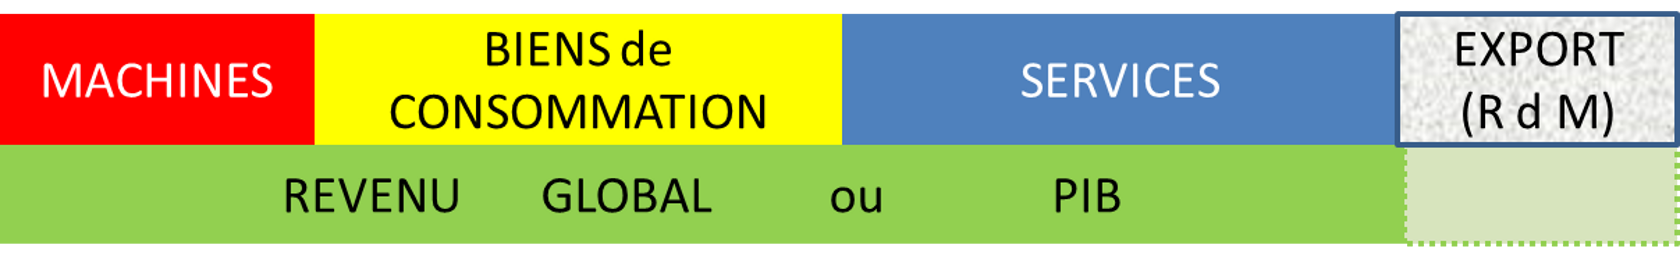 MACHINES
BIENS de
CONSOMMATION
SERVICES
EXPORT
(R d M)
REVENU GLOBAL ou PIB